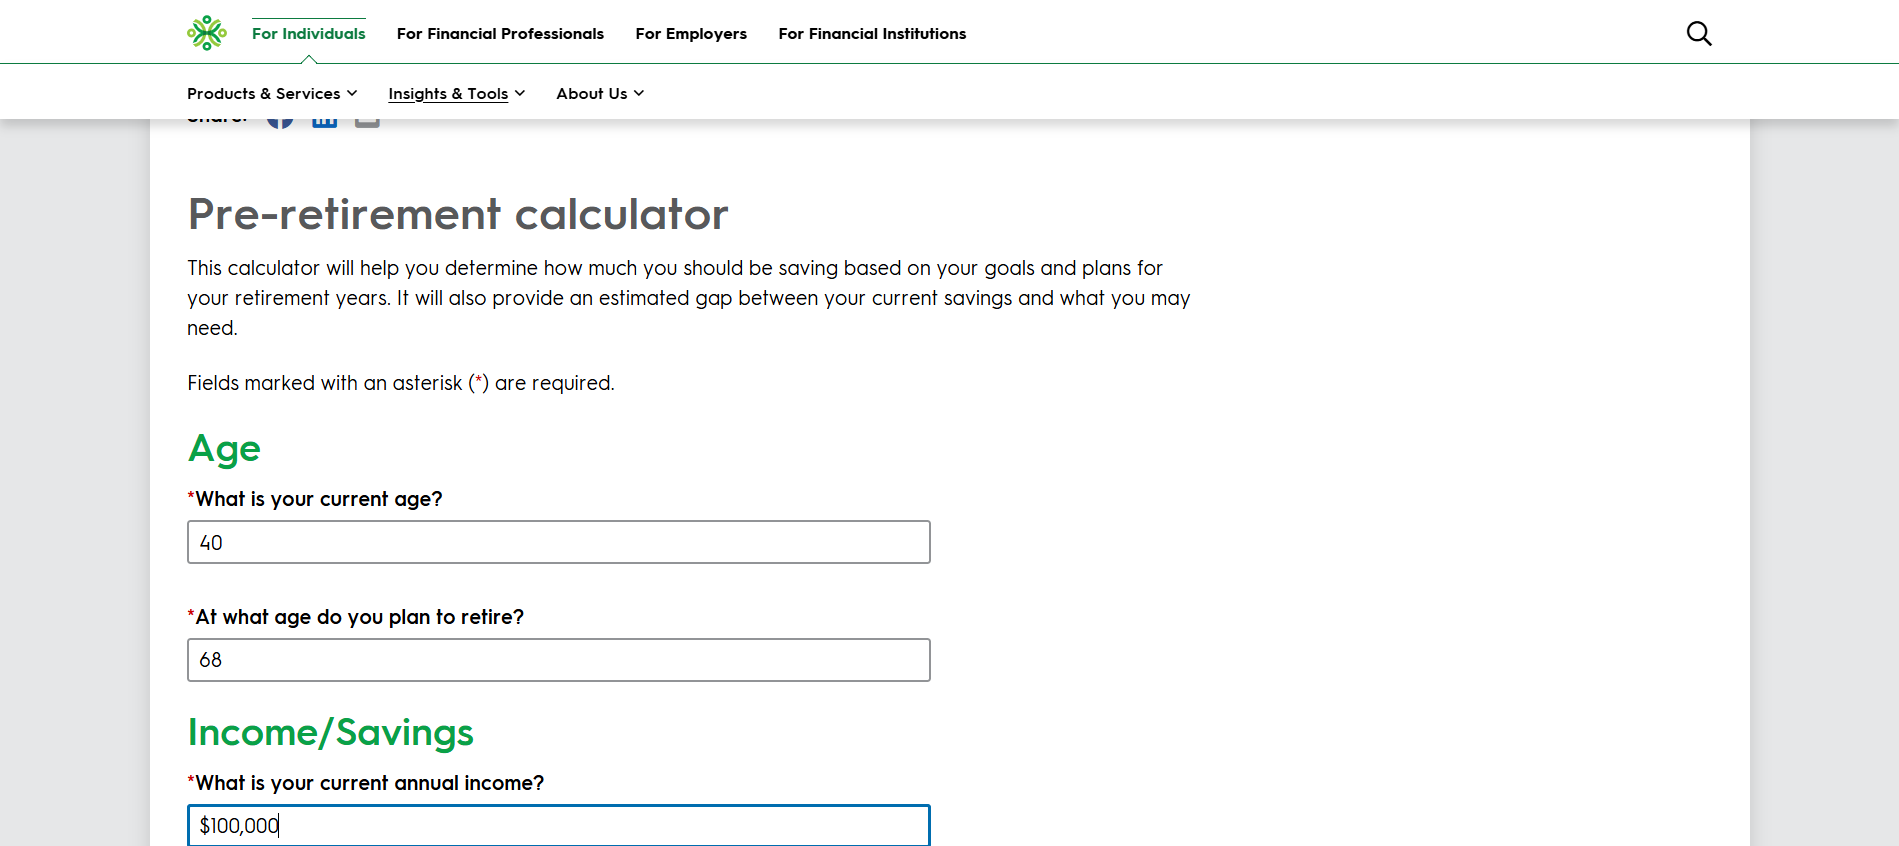 For Individuals For Financial Professionals For Employers For Financial Institutions
Products & Services Insights & Tools About Us
Share:
Pre-retirement calculator
This calculator will help you determine how much you should be saving based on your goals and plans for
your retirement years. It will also provide an estimated gap between your current savings and what you may
need.
Fields marked with an asterisk (*) are required.
Age
*What is your current age?
40
*At what age do you plan to retire?
68
Income/Savings
*What is your current annual income?
$100,000